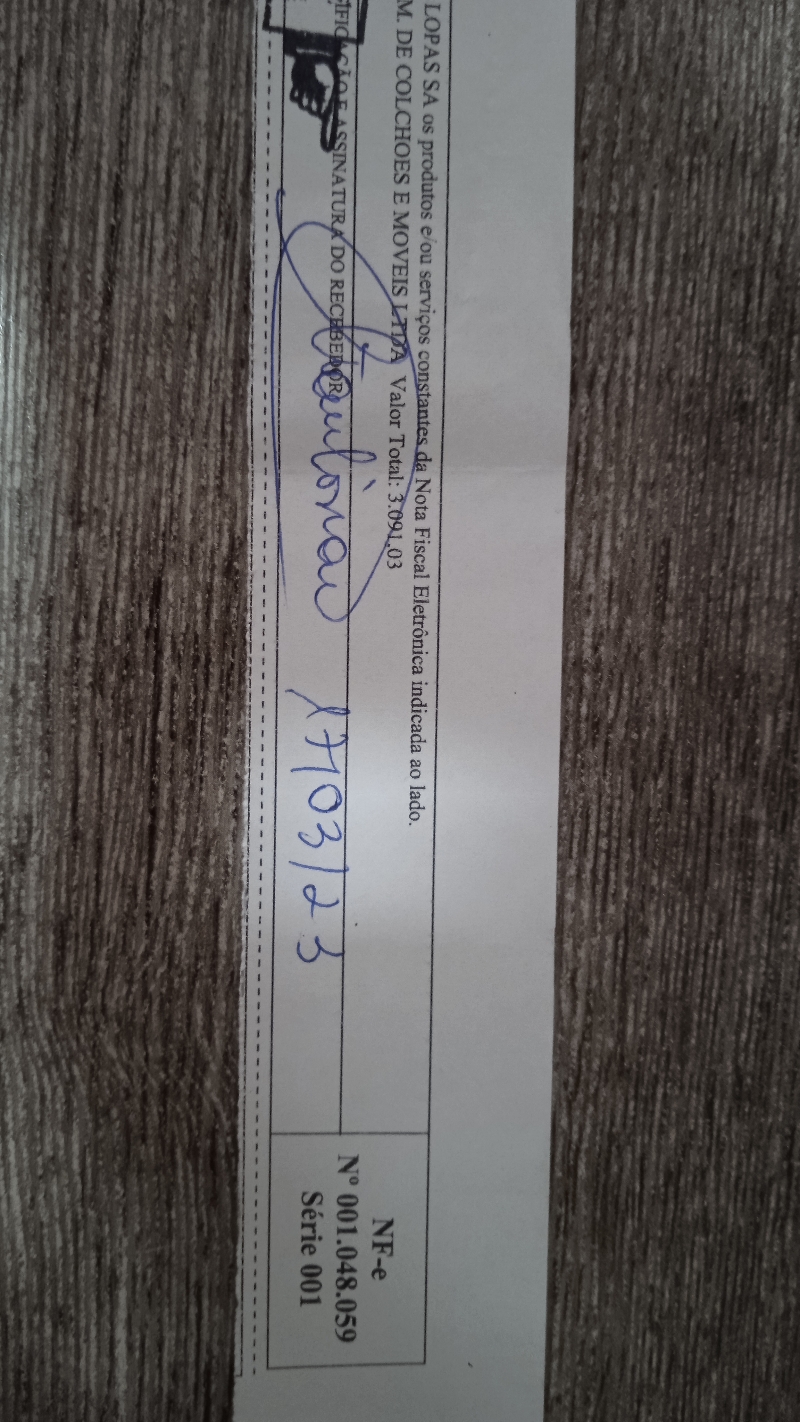 LOPAS SA os produtos e/ou serviços constantes da Nota Fiscal Eletrônica indicada ao lado.
M. DE COLCHOES E MOVEIS LTDA Valor Total: 3.091,03
ASSINATURA DO RECEBEDOR
17/03/23
NF-e
Nº 001.048.059
Série 001